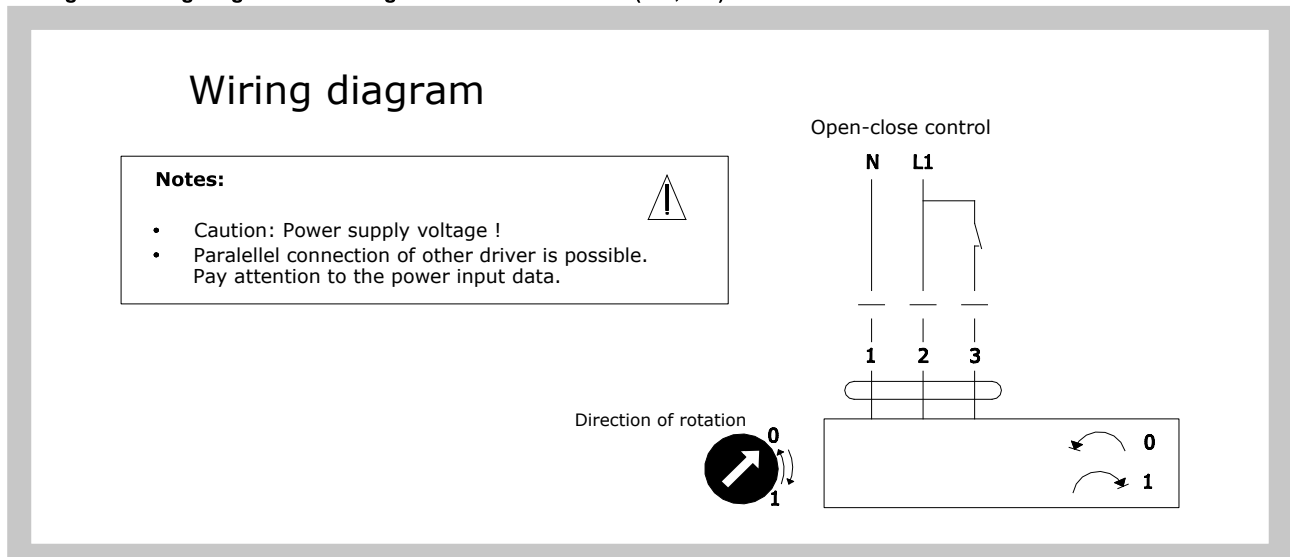 Wiring diagram
Open-close control
N L1
Notes:
• Caution: Power supply voltage !
• Paralellel connection of other driver is possible.
Pay attention to the power input data.
1 2 3
Direction of rotation
0
1
0
1